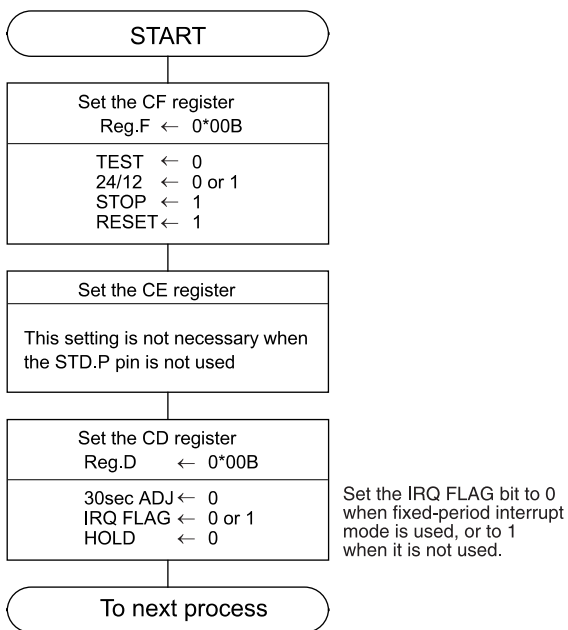 START
Set the CF register
Reg.F ← 0*00B
TEST ← 0
24/12 ← 0 or 1
STOP ← 1
RESET ← 1
Set the CE register
This setting is not necessary when
the STD.P pin is not used
Set the CD register
Reg.D ← 0*00B
30sec ADJ ← 0
IRQ FLAG ← 0 or 1
HOLD ← 0
Set the IRQ FLAG bit to 0
when fixed-period interrupt
mode is used, or to 1
when it is not used.
To next process